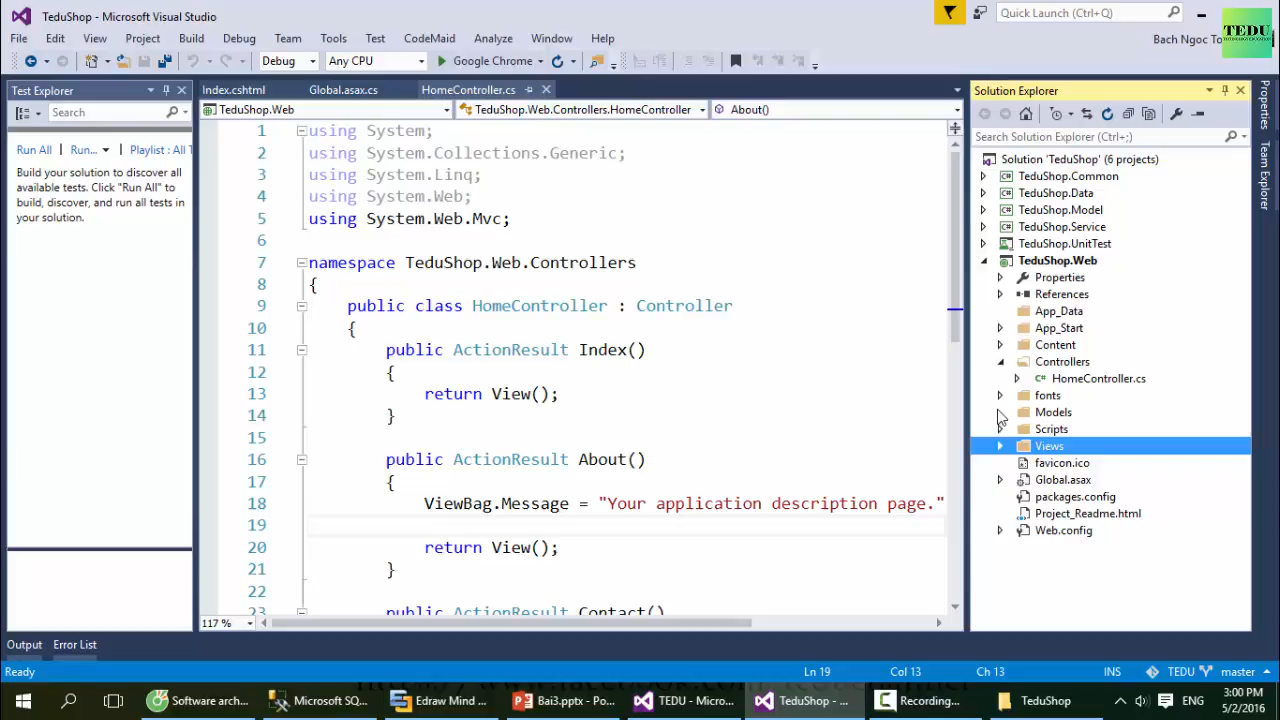 TeduShop - Microsoft Visual Studio
Quick Launch (Ctrl+Q)
TEDU
File Edit View Project Build Debug Team Tools Test CodeMaid Analyze Window Help
Bach Ngoc To
Debug Any CPU Google Chrome
Test Explorer
Search
Run All Run... Playlist : All T
Build your solution to discover all available tests. Click "Run All" to build, discover, and run all tests in your solution.
Index.cshtml Global.asax.cs HomeController.cs
TeduShop.Web TeduShop.Web.Controllers.HomeController About()
1 using System;
2 using System.Collections.Generic;
3 using System.Linq;
4 using System.Web;
5 using System.Web.Mvc;
6
7 namespace TeduShop.Web.Controllers
8 {
9 public class HomeController : Controller
10 {
11 public ActionResult Index()
12 {
13 return View();
14 }
15
16 public ActionResult About()
17 {
18 ViewBag.Message = "Your application description page."
19
20 return View();
21 }
22
23 public ActionResult Contact()
117 %
Solution Explorer
Search Solution Explorer (Ctrl+;)
Solution 'TeduShop' (6 projects)
TeduShop.Common
TeduShop.Data
TeduShop.Model
TeduShop.Service
TeduShop.UnitTest
TeduShop.Web
Properties
References
App_Data
App_Start
Content
Controllers
HomeController.cs
fonts
Models
Scripts
Views
favicon.ico
Global.asax
packages.config
Project_Readme.html
Web.config
Properties
Team Explorer
Output Error List
Ready Ln 19 Col 13 Ch 13 INS TEDU master
Software arch... Microsoft SQ... Edraw Mind ... Bai3.pptx - Po... TEDU - Micro... TeduShop - ... Recording... TeduShop ENG
3:00 PM
5/2/2016